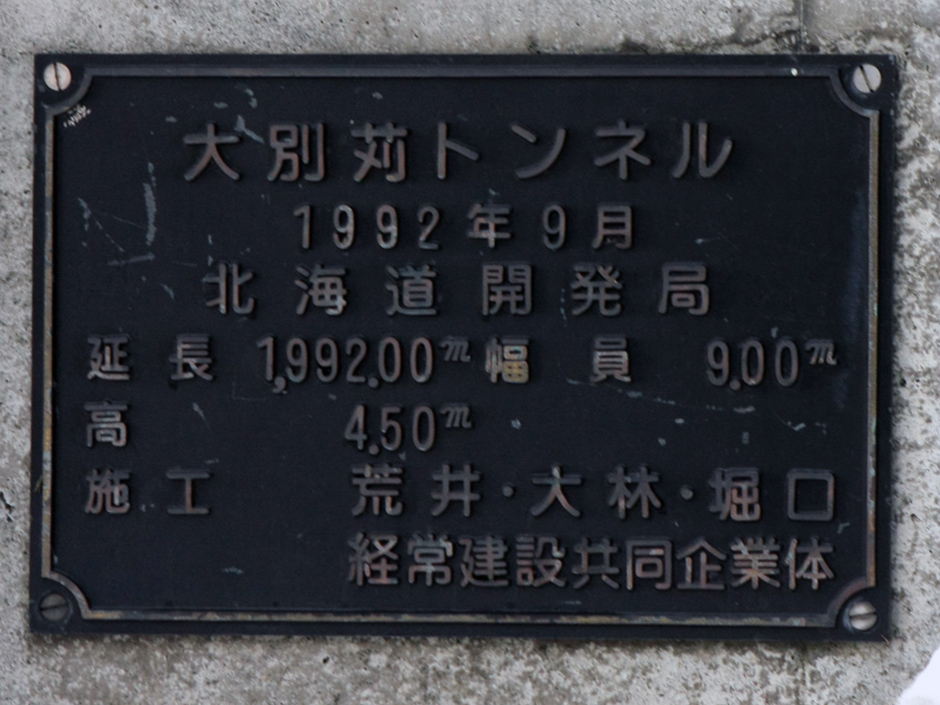 大別苅トンネル
1992年9月
北海道開発局
延長 1,992.00m 幅員 9.00m
高 4.50m
施工 荒井・大林・堀口
経常建設共同企業体